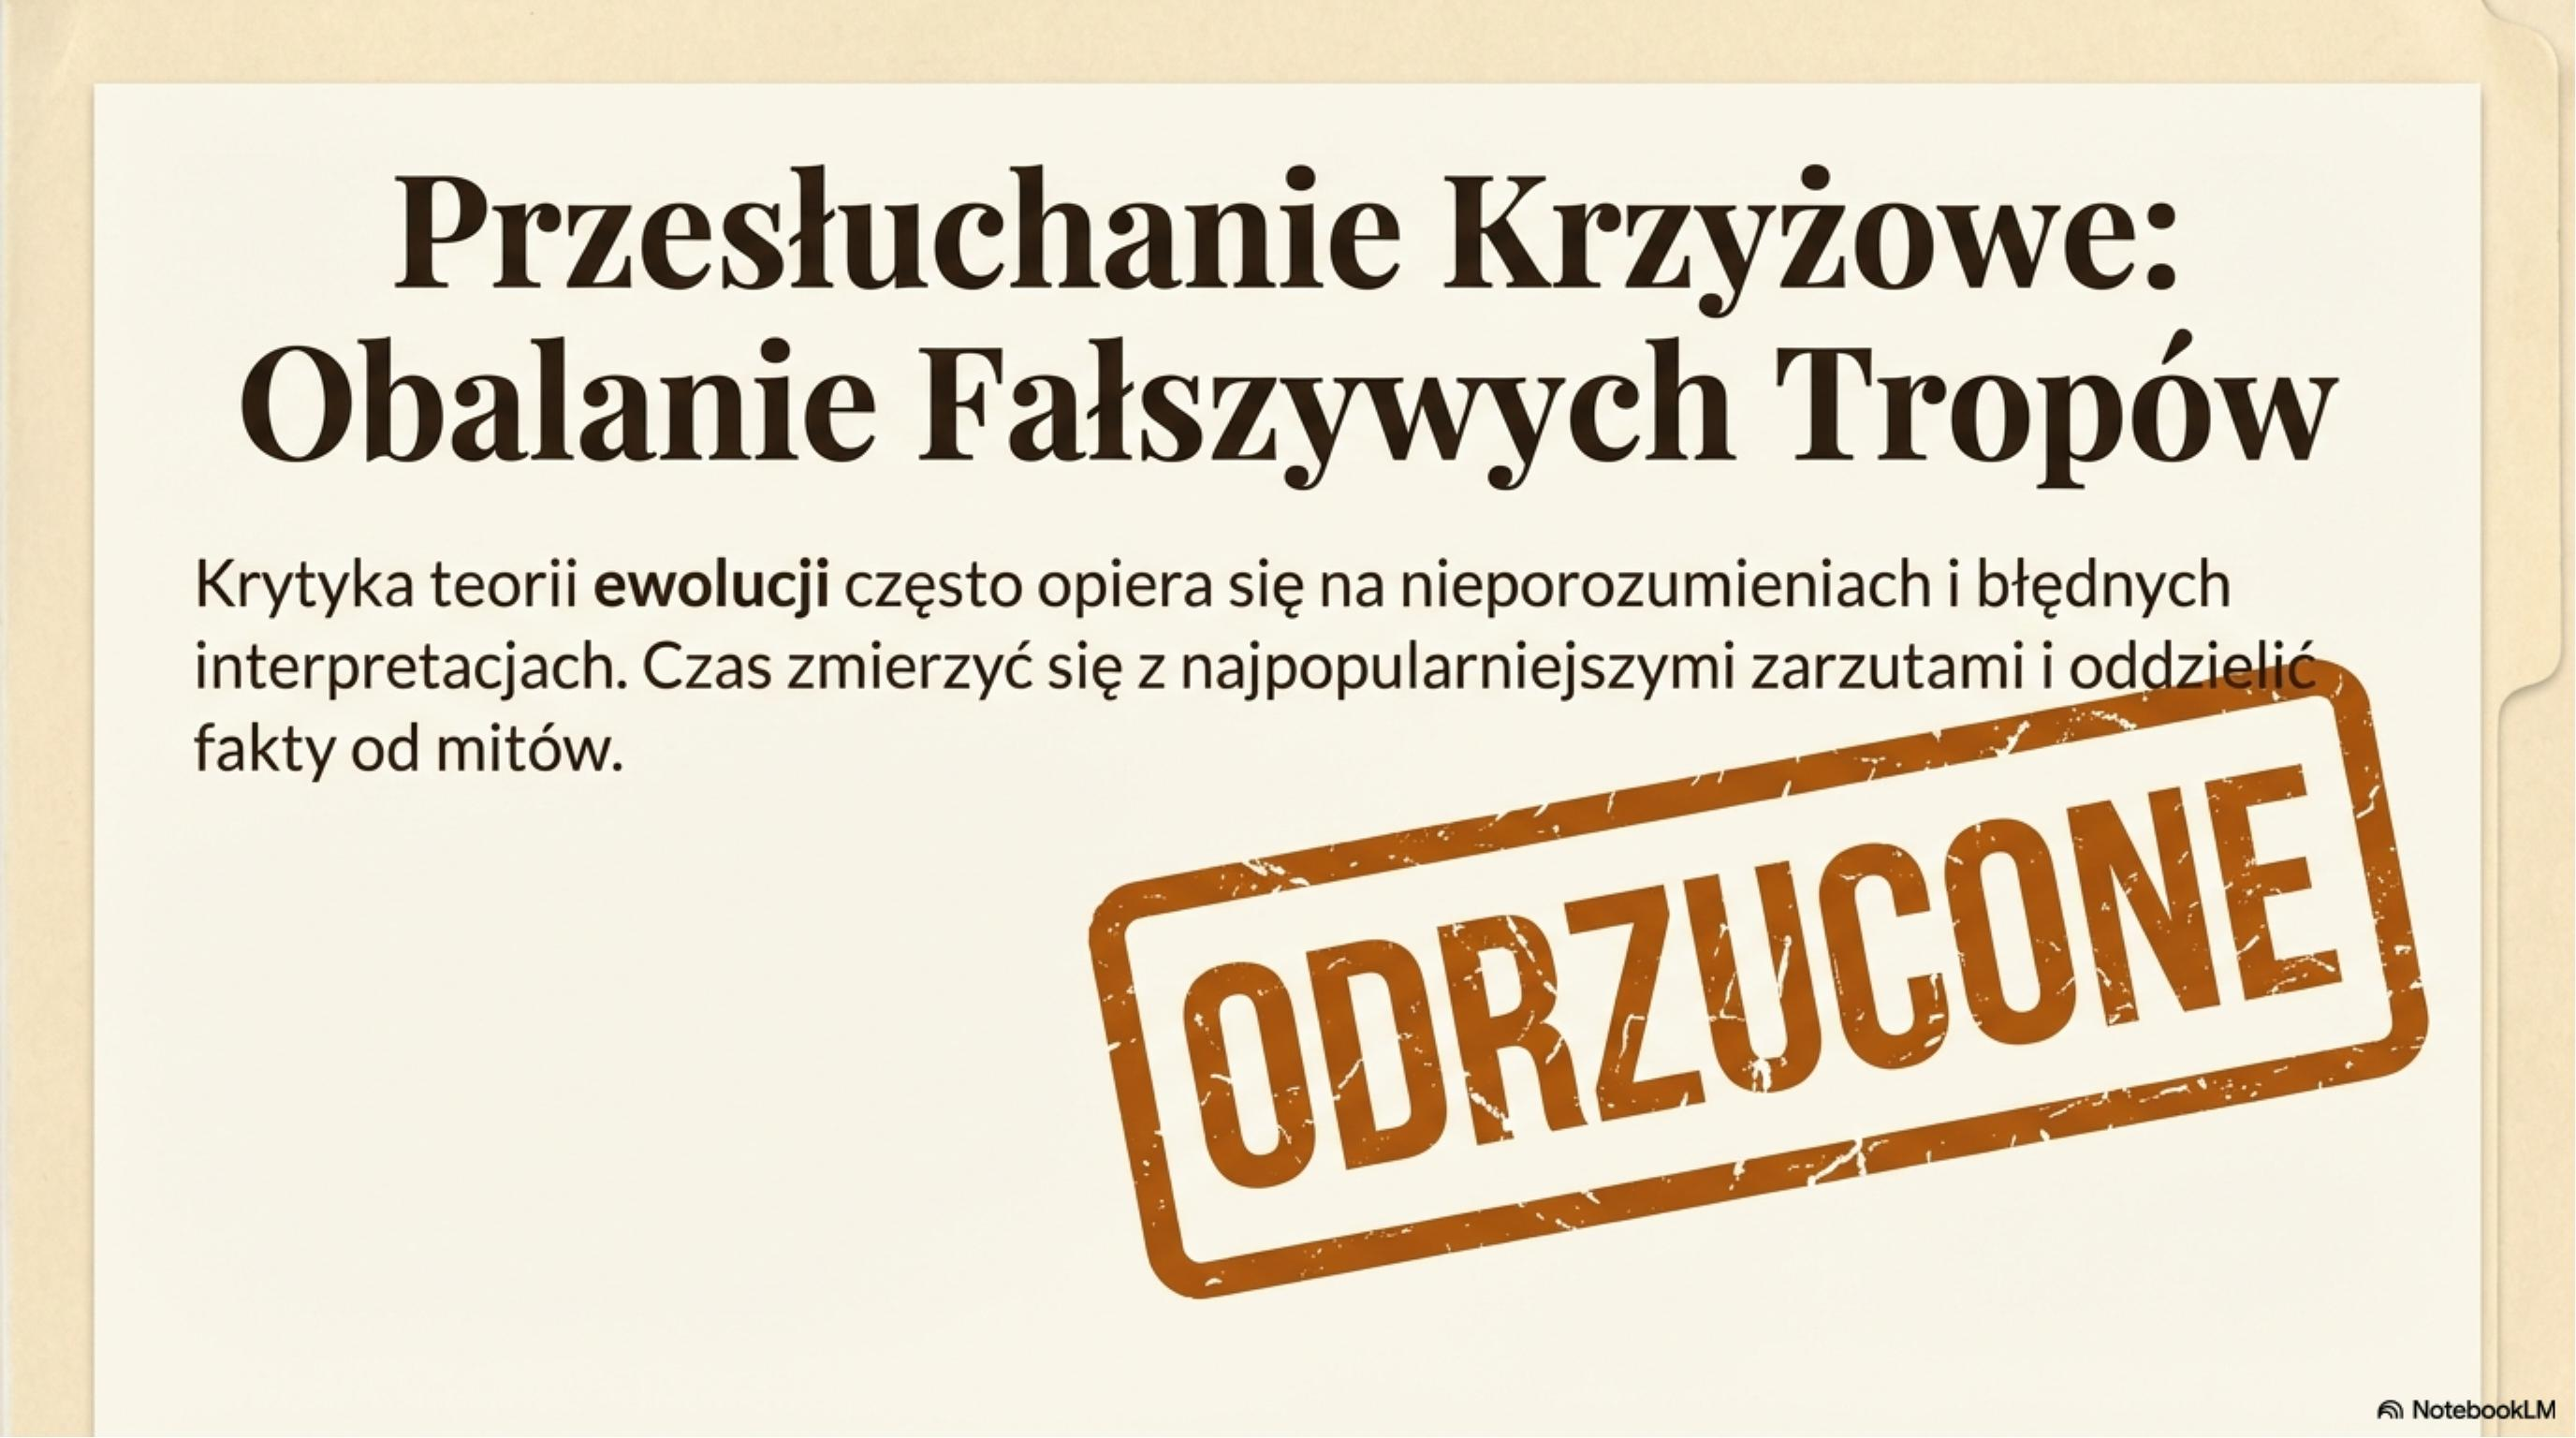 Przesłuchanie Krzyżowe:
Obalanie Fałszywych Tropów
Krytyka teorii ewolucji często opiera się na nieporozumieniach i błędnych
interpretacjach. Czas zmierzyć się z najpopularniejszymi zarzutami i oddzielić
fakty od mitów.
ODRZUCONE
NotebookLM